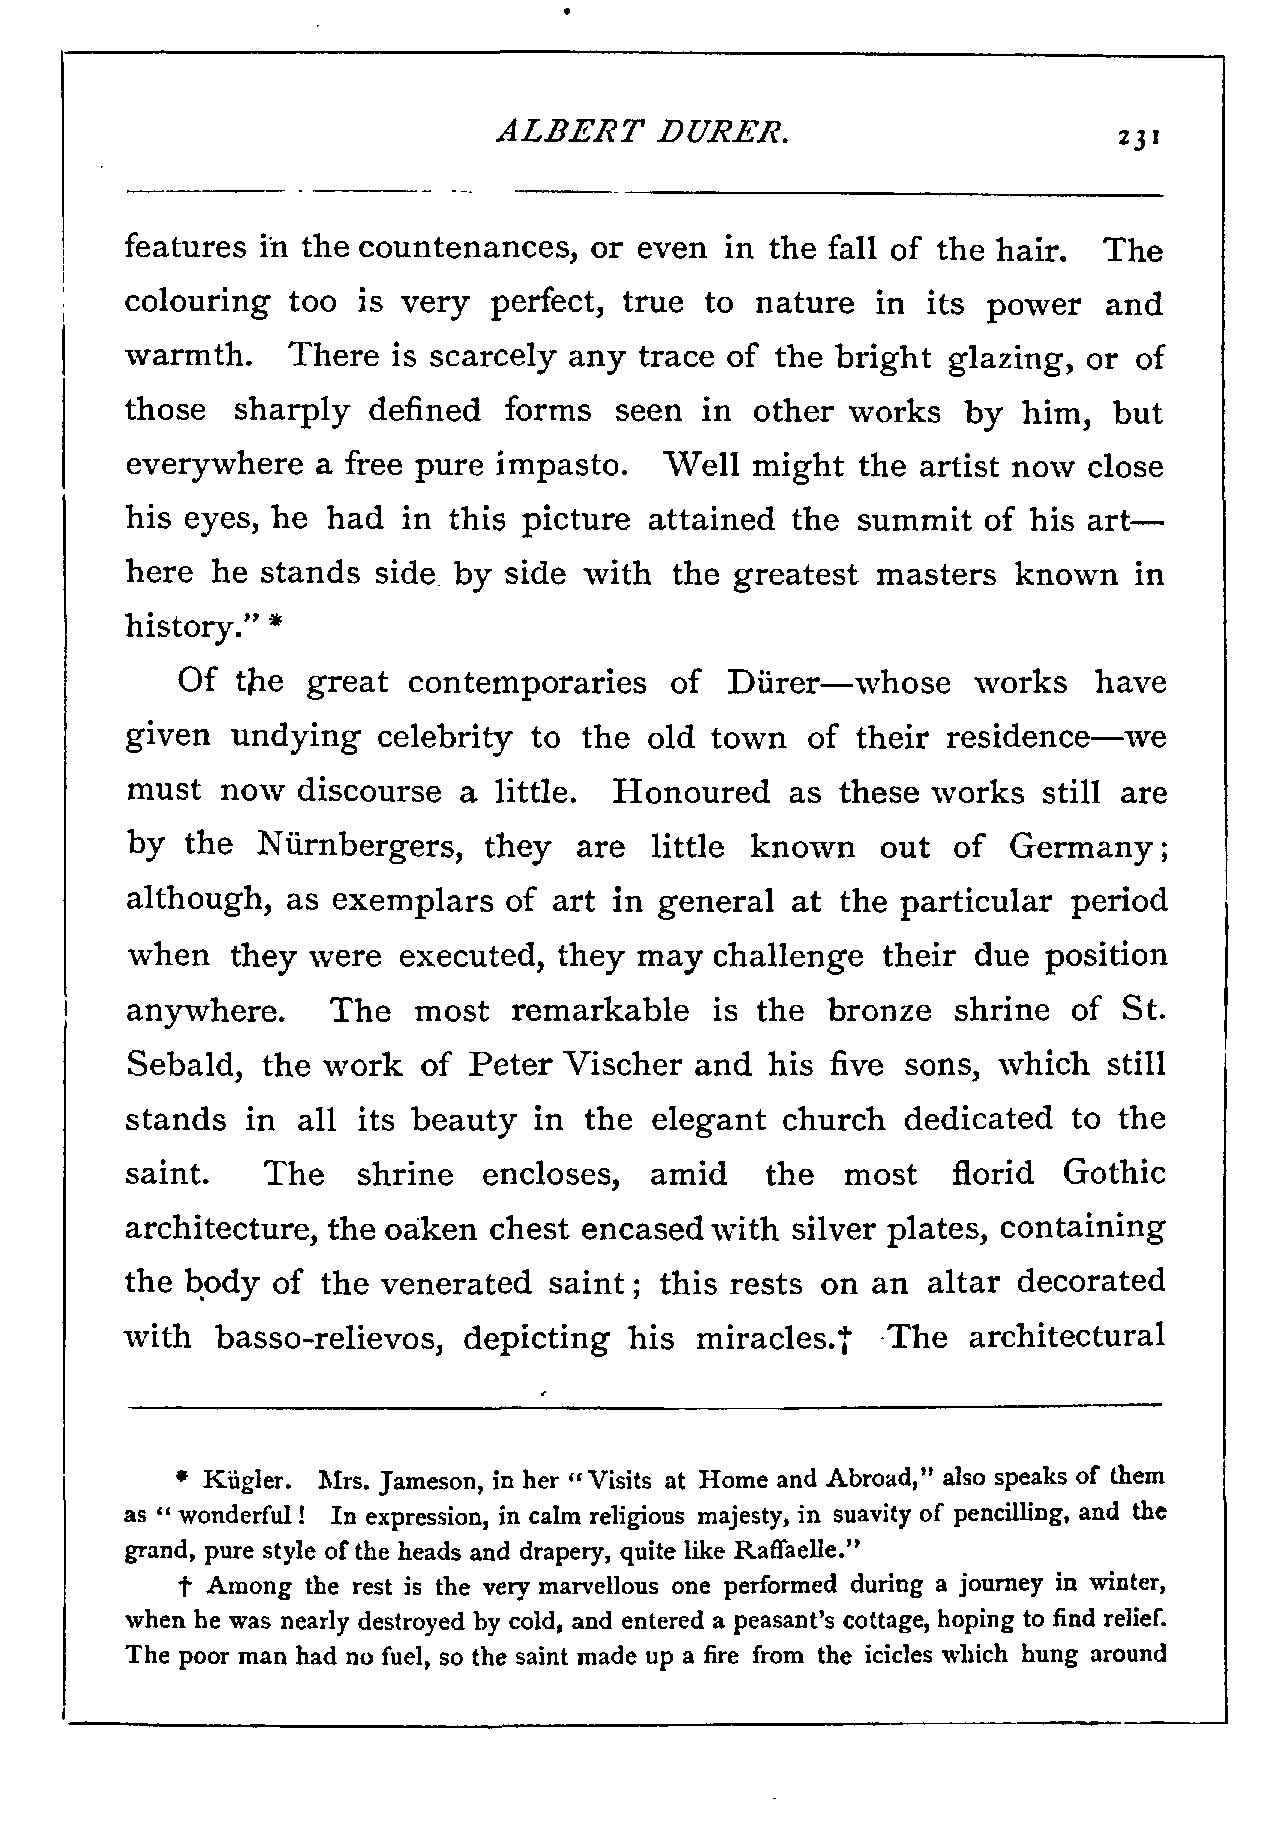 ALBERT DURER. 231
features in the countenances, or even in the fall of the hair. The
colouring too is very perfect, true to nature in its power and
warmth. There is scarcely any trace of the bright glazing, or of
those sharply defined forms seen in other works by him, but
everywhere a free pure impasto. Well might the artist now close
his eyes, he had in this picture attained the summit of his art—
here he stands side by side with the greatest masters known in
history.” *
Of the great contemporaries of Dürer—whose works have
given undying celebrity to the old town of their residence—we
must now discourse a little. Honoured as these works still are
by the Nürnbergers, they are little known out of Germany;
although, as exemplars of art in general at the particular period
when they were executed, they may challenge their due position
anywhere. The most remarkable is the bronze shrine of St.
Sebald, the work of Peter Vischer and his five sons, which still
stands in all its beauty in the elegant church dedicated to the
saint. The shrine encloses, amid the most florid Gothic
architecture, the oaken chest encased with silver plates, containing
the body of the venerated saint; this rests on an altar decorated
with basso-relievos, depicting his miracles.† The architectural
* Kügler. Mrs. Jameson, in her “Visits at Home and Abroad,” also speaks of them
as “wonderful! In expression, in calm religious majesty, in suavity of pencilling, and the
grand, pure style of the heads and drapery, quite like Raffaelle.”
† Among the rest is the very marvellous one performed during a journey in winter,
when he was nearly destroyed by cold, and entered a peasant’s cottage, hoping to find relief.
The poor man had no fuel, so the saint made up a fire from the icicles which hung around